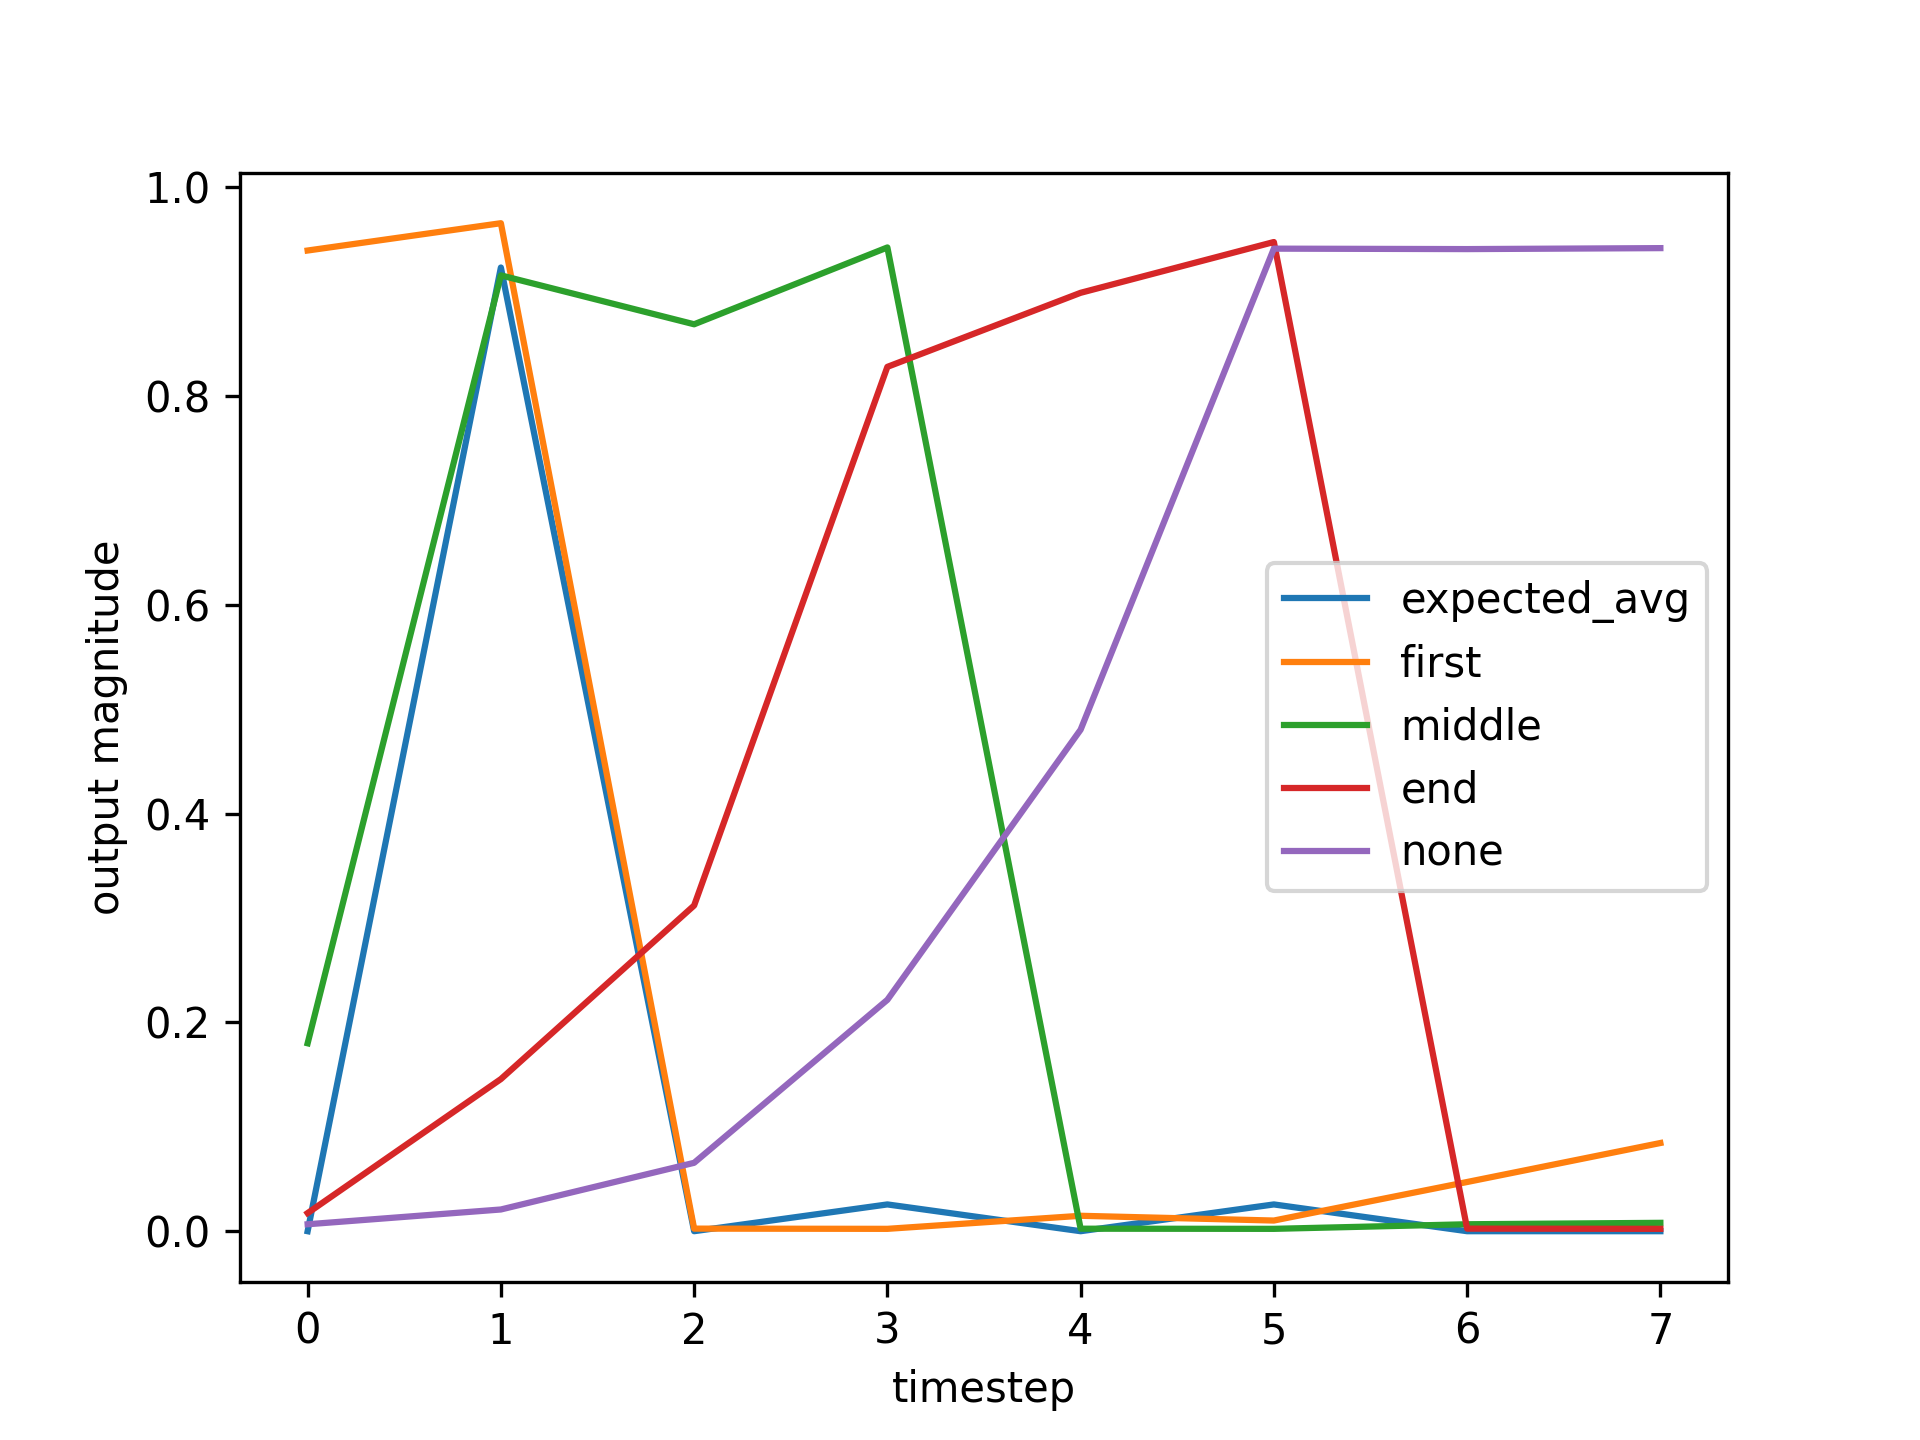 1.0
0.8
0.6
0.4
0.2
0.0
output magnitude
expected_avg
first
middle
end
none
0 1 2 3 4 5 6 7
timestep